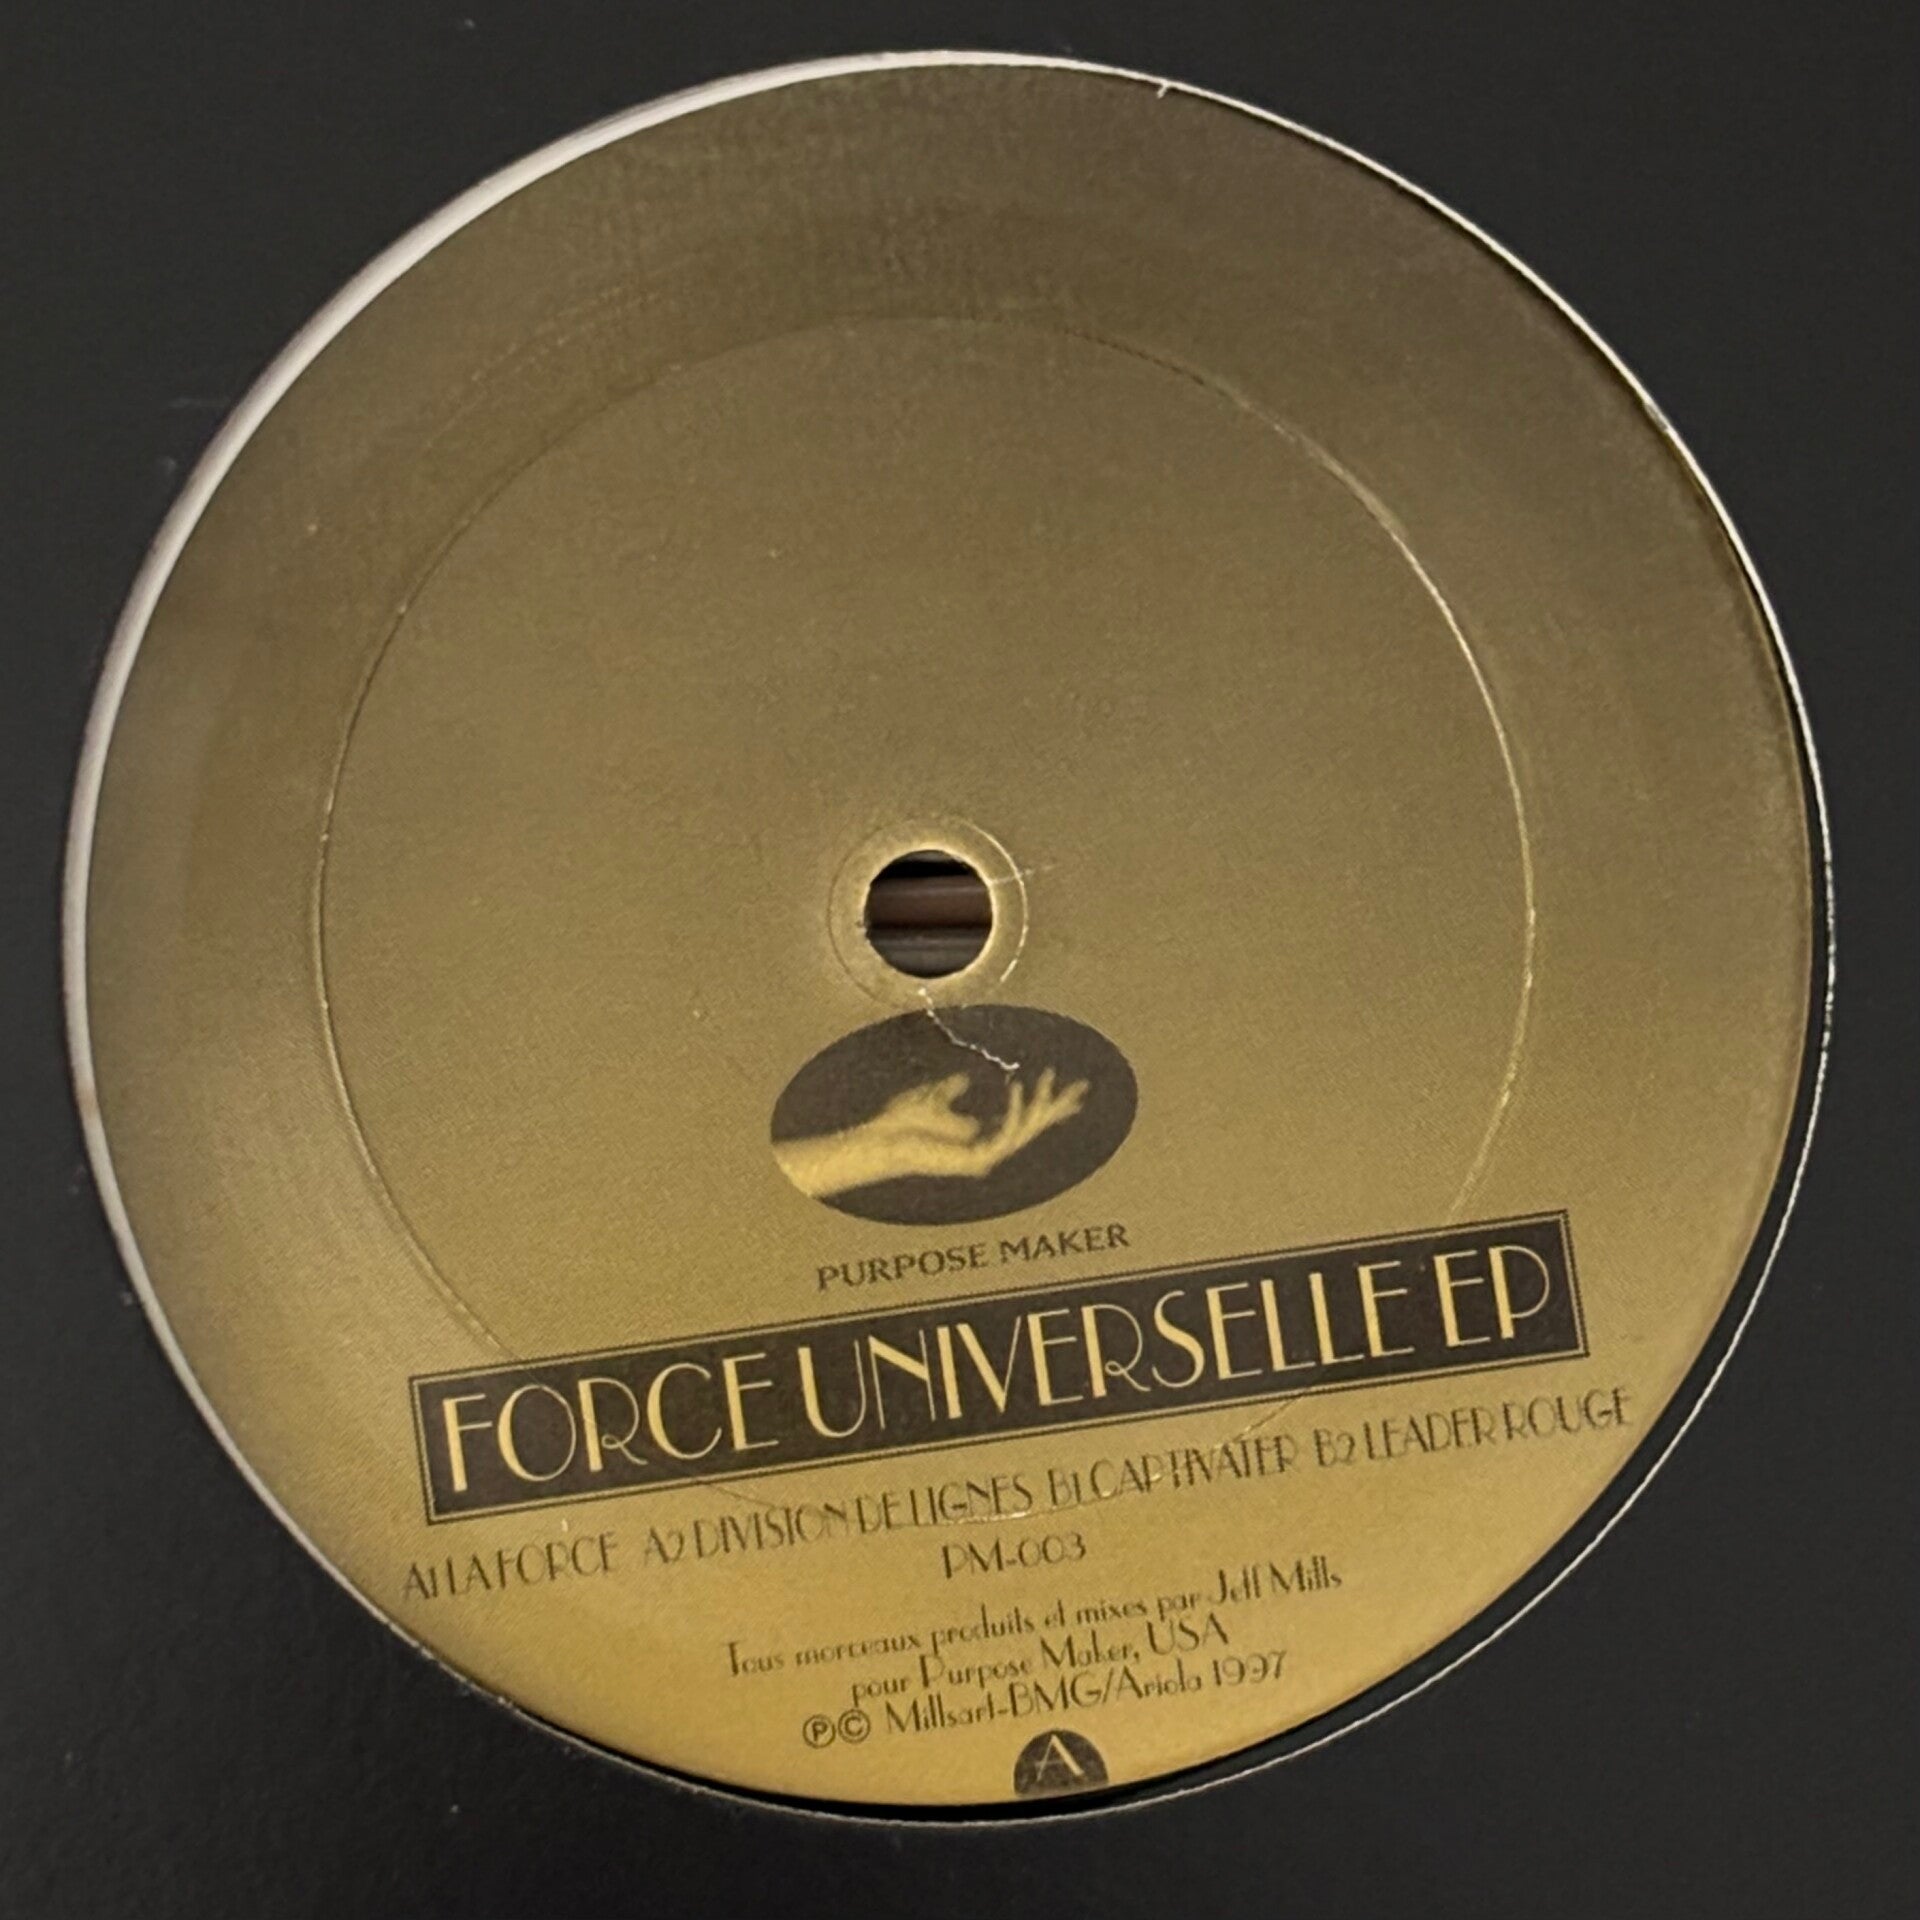 PURPOSE MAKER
FORCE UNIVERSELLE EP
A1 LA FORCE A2 DIVISION DE LIGNES B1 CAPTIVATER B2 LEADER ROUGE
PM-003
Tous morceaux produits et mixes par Jeff Mills
pour Purpose Maker, USA
℗© Millsart-BMG/Ariola 1997
A